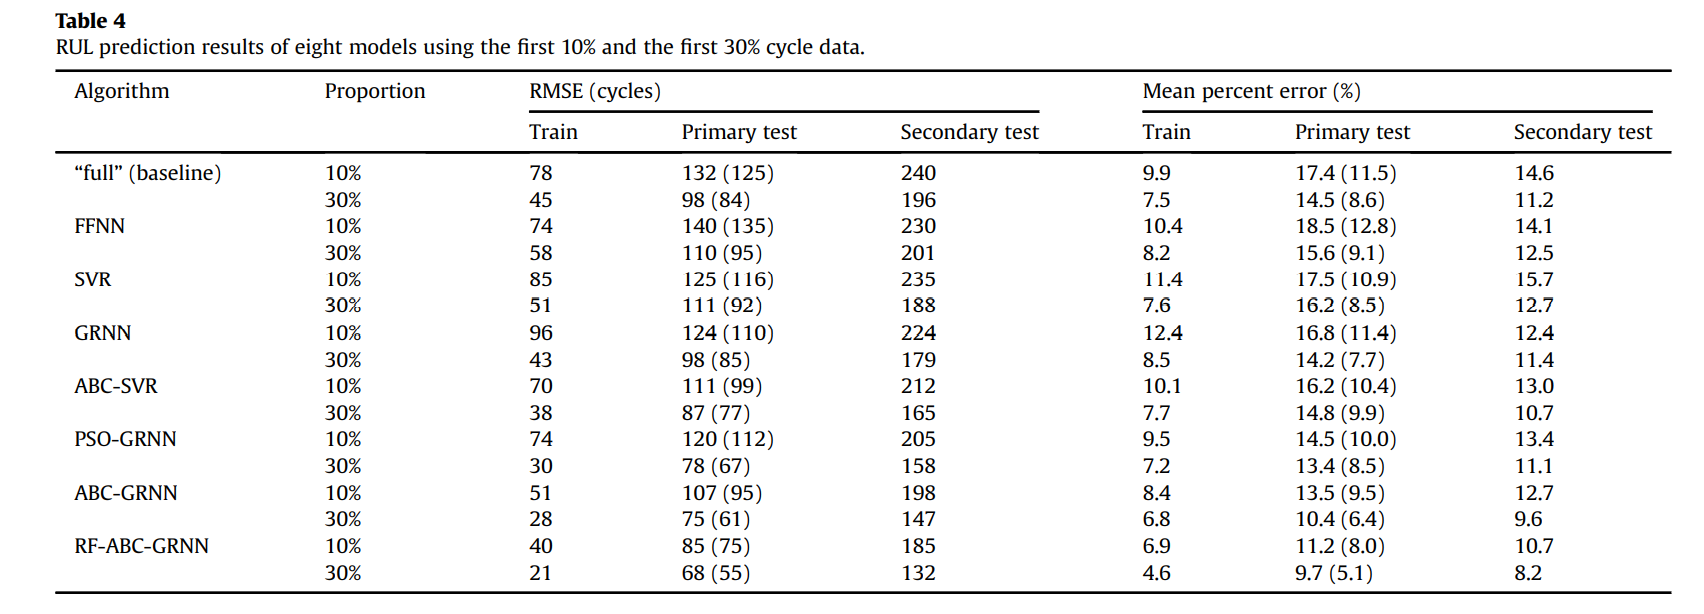 Table 4
RUL prediction results of eight models using the first 10% and the first 30% cycle data.
Algorithm Proportion RMSE (cycles) Mean percent error (%)
Train Primary test Secondary test Train Primary test Secondary test
“full” (baseline) 10% 78 132 (125) 240 9.9 17.4 (11.5) 14.6
30% 45 98 (84) 196 7.5 14.5 (8.6) 11.2
FFNN 10% 74 140 (135) 230 10.4 18.5 (12.8) 14.1
30% 58 110 (95) 201 8.2 15.6 (9.1) 12.5
SVR 10% 85 125 (116) 235 11.4 17.5 (10.9) 15.7
30% 51 111 (92) 188 7.6 16.2 (8.5) 12.7
GRNN 10% 96 124 (110) 224 12.4 16.8 (11.4) 12.4
30% 43 98 (85) 179 8.5 14.2 (7.7) 11.4
ABC-SVR 10% 70 111 (99) 212 10.1 16.2 (10.4) 13.0
30% 38 87 (77) 165 7.7 14.8 (9.9) 10.7
PSO-GRNN 10% 74 120 (112) 205 9.5 14.5 (10.0) 13.4
30% 30 78 (67) 158 7.2 13.4 (8.5) 11.1
ABC-GRNN 10% 51 107 (95) 198 8.4 13.5 (9.5) 12.7
30% 28 75 (61) 147 6.8 10.4 (6.4) 9.6
RF-ABC-GRNN 10% 40 85 (75) 185 6.9 11.2 (8.0) 10.7
30% 21 68 (55) 132 4.6 9.7 (5.1) 8.2